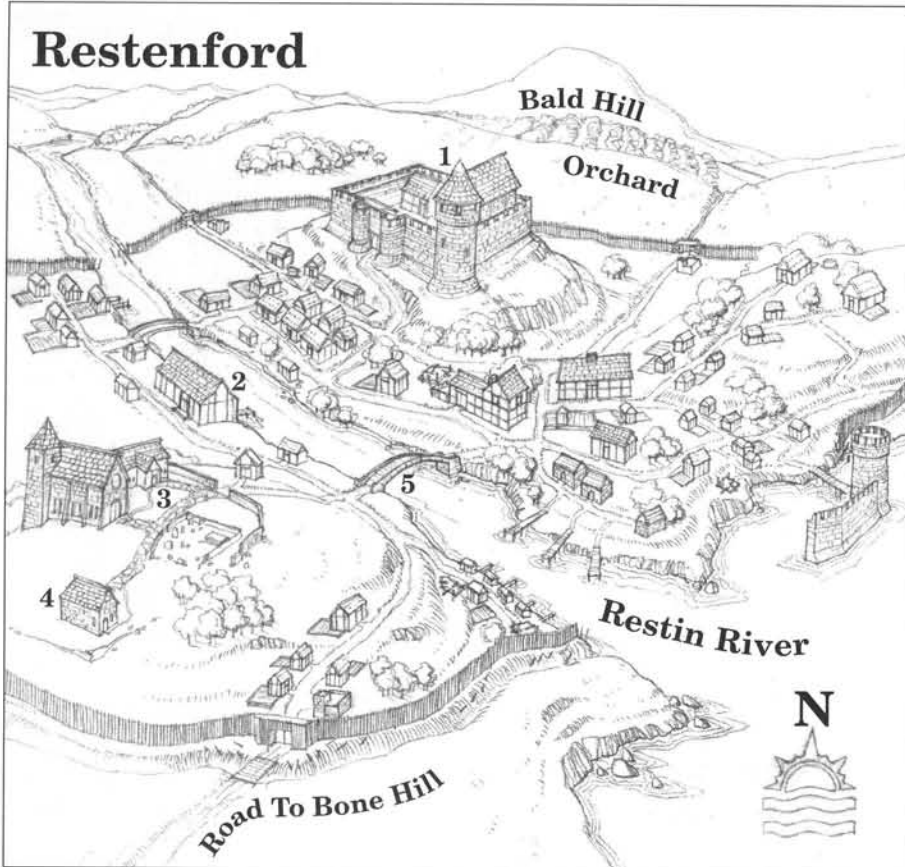 Restenford
Bald Hill
Orchard
1
2
3
4
5
Restin River
N
Road To Bone Hill